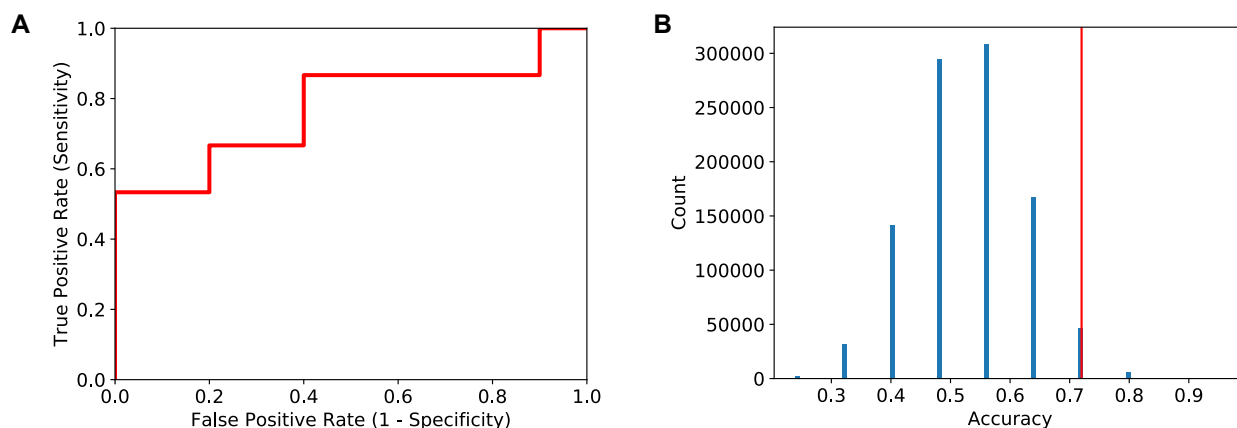 A
True Positive Rate (Sensitivity)
1.0
0.8
0.6
0.4
0.2
0.0
0.0 0.2 0.4 0.6 0.8 1.0
False Positive Rate (1 - Specificity)
B
Count
300000
250000
200000
150000
100000
50000
0
0.3 0.4 0.5 0.6 0.7 0.8 0.9
Accuracy